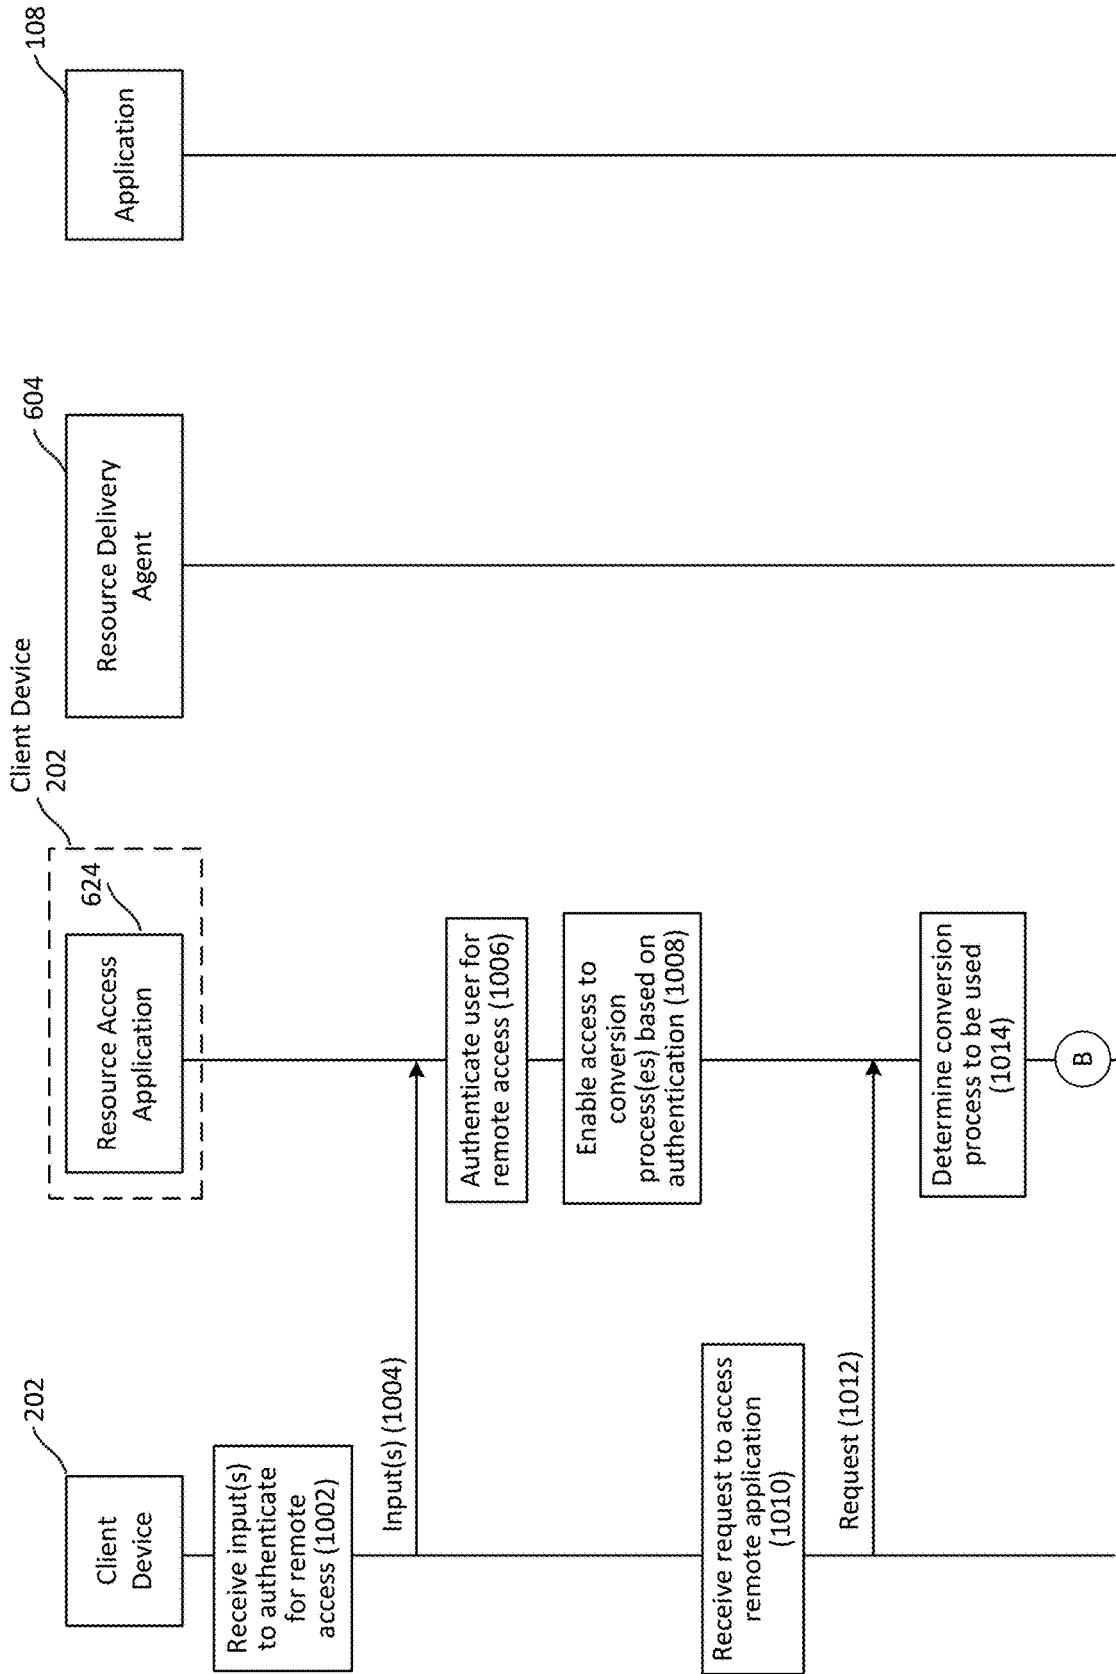 Client
Device
202
Client Device
202
Resource Access
Application
624
Resource Delivery
Agent
604
Application
108
Receive input(s)
to authenticate
for remote
access (1002)
Input(s) (1004)
Authenticate user for
remote access (1006)
Enable access to
conversion
process(es) based on
authentication (1008)
Receive request to access
remote application
(1010)
Request (1012)
Determine conversion
process to be used
(1014)
B